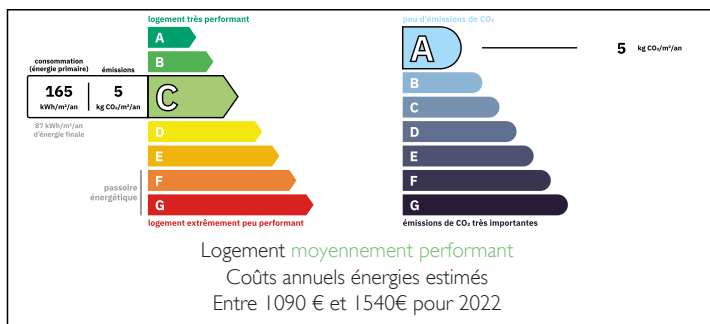 logement très performant
A
B
consommation
(énergie primaire)
émissions
165
kWh/m²/an
5
kg CO₂/m²/an
C
87 kWh/m²/an
d'énergie finale
D
E
F
G
passoire
énergétique
logement extrêmement peu performant
peu d'émissions de CO₂
A
5 kg CO₂/m²/an
B
C
D
E
F
G
émissions de CO₂ très importantes
Logement moyennement performant
Coûts annuels énergies estimés
Entre 1090 € et 1540€ pour 2022